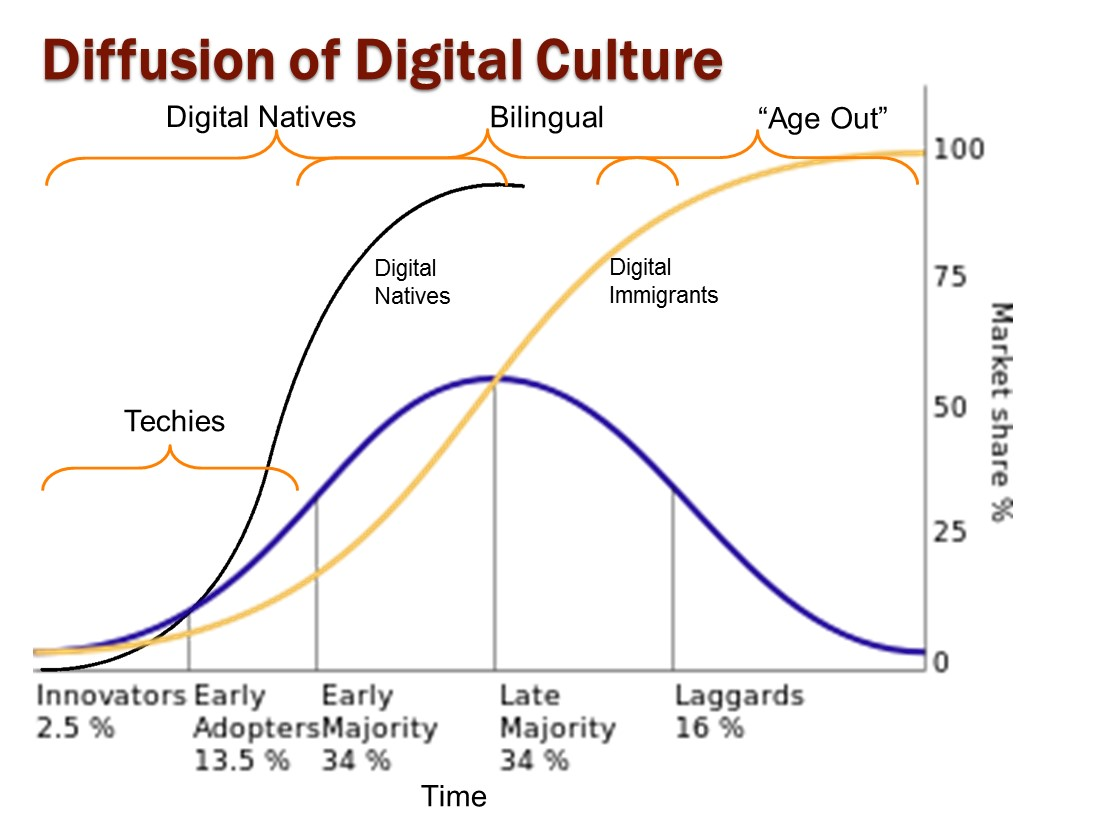 Diffusion of Digital Culture
Digital Natives
Bilingual
“Age Out”
100
Digital
Natives
Digital
Immigrants
75
Market share %
Techies
50
25
0
Innovators
2.5 %
Early
Adopters
13.5 %
Early
Majority
34 %
Late
Majority
34 %
Laggards
16 %
Time